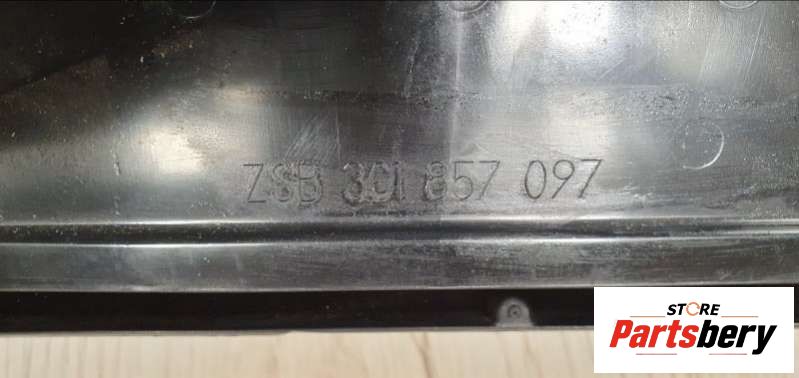 ZSB 3C1 857 097
STORE
Partsbery